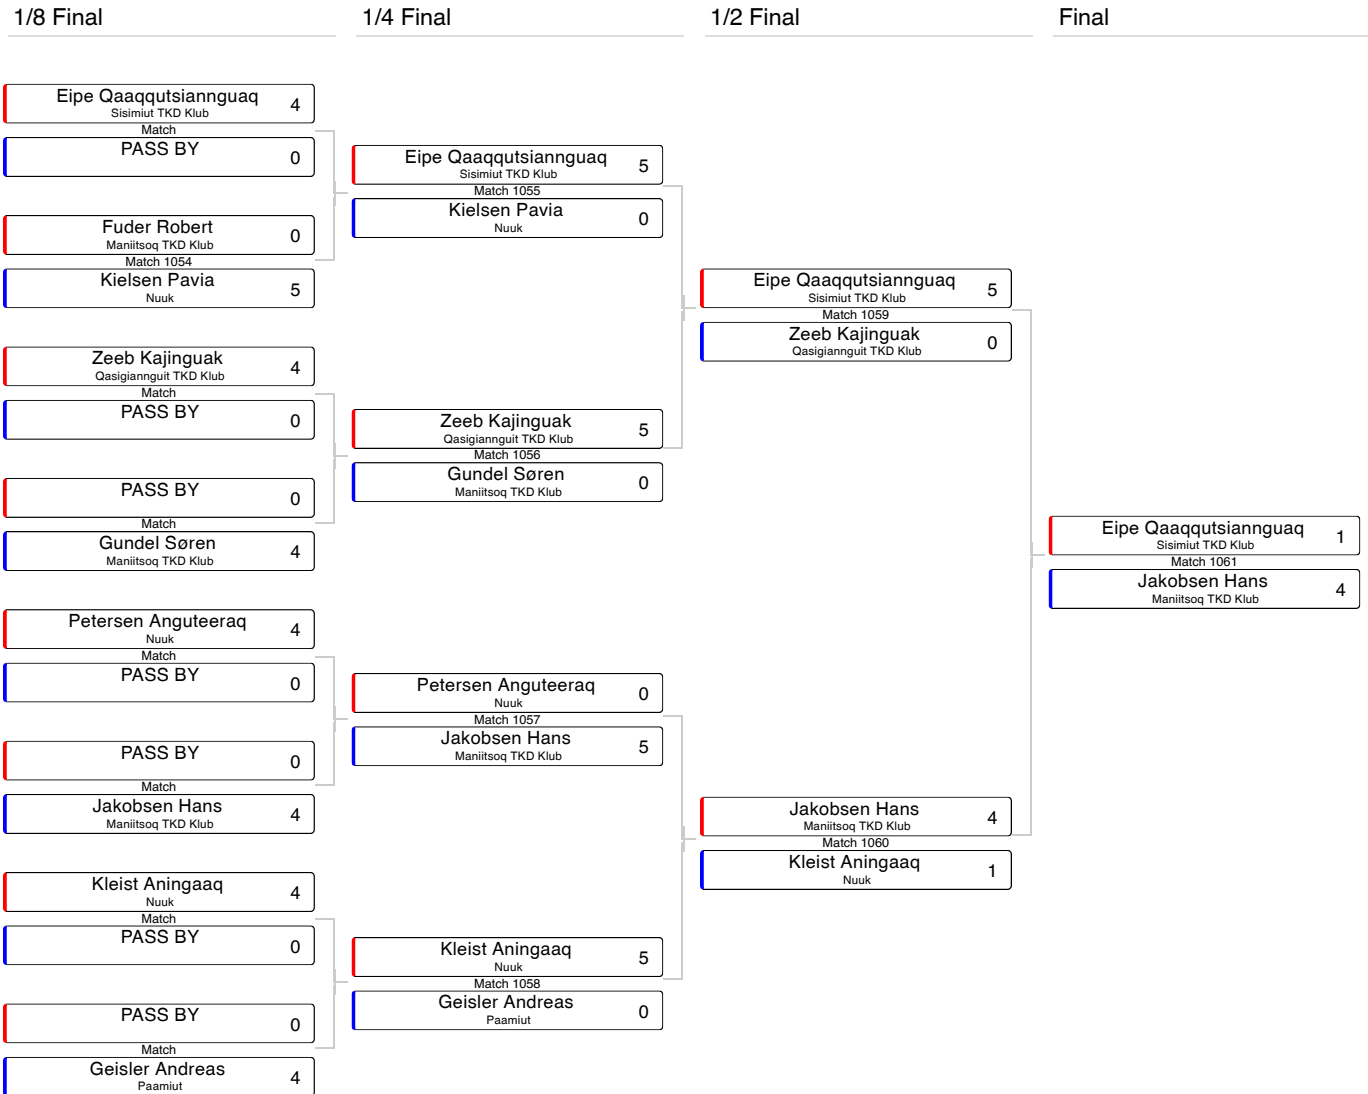 1/8 Final
1/4 Final
1/2 Final
Final
Eipe Qaaqqutsiannguaq 4
Sisimiut TKD Klub
Match
PASS BY 0
Fuder Robert 0
Maniitsoq TKD Klub
Match 1054
Kielsen Pavia 5
Nuuk
Zeeb Kajinguak 4
Qasigiannguit TKD Klub
Match
PASS BY 0
PASS BY 0
Match
Gundel Søren 4
Maniitsoq TKD Klub
Petersen Anguteeraq 4
Nuuk
Match
PASS BY 0
PASS BY 0
Match
Jakobsen Hans 4
Maniitsoq TKD Klub
Kleist Aningaaq 4
Nuuk
Match
PASS BY 0
PASS BY 0
Match
Geisler Andreas 4
Paamiut
Eipe Qaaqqutsiannguaq 5
Sisimiut TKD Klub
Match 1055
Kielsen Pavia 0
Nuuk
Zeeb Kajinguak 5
Qasigiannguit TKD Klub
Match 1056
Gundel Søren 0
Maniitsoq TKD Klub
Petersen Anguteeraq 0
Nuuk
Match 1057
Jakobsen Hans 5
Maniitsoq TKD Klub
Kleist Aningaaq 5
Nuuk
Match 1058
Geisler Andreas 0
Paamiut
Eipe Qaaqqutsiannguaq 5
Sisimiut TKD Klub
Match 1059
Zeeb Kajinguak 0
Qasigiannguit TKD Klub
Jakobsen Hans 4
Maniitsoq TKD Klub
Match 1060
Kleist Aningaaq 1
Nuuk
Eipe Qaaqqutsiannguaq 1
Sisimiut TKD Klub
Match 1061
Jakobsen Hans 4
Maniitsoq TKD Klub